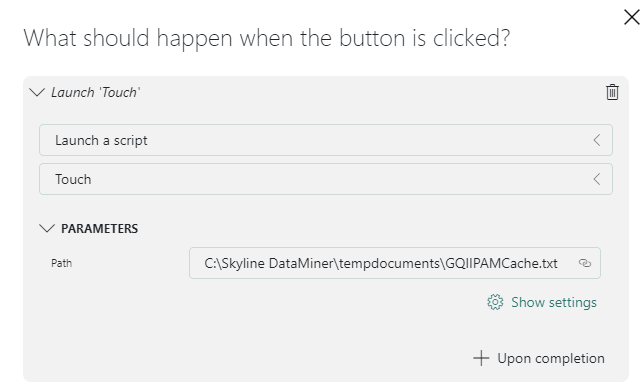 What should happen when the button is clicked?
Launch 'Touch'
Launch a script
Touch
PARAMETERS
Path C:\Skyline DataMiner\tempdocuments\GQIIPAMCache.txt
Show settings
Upon completion